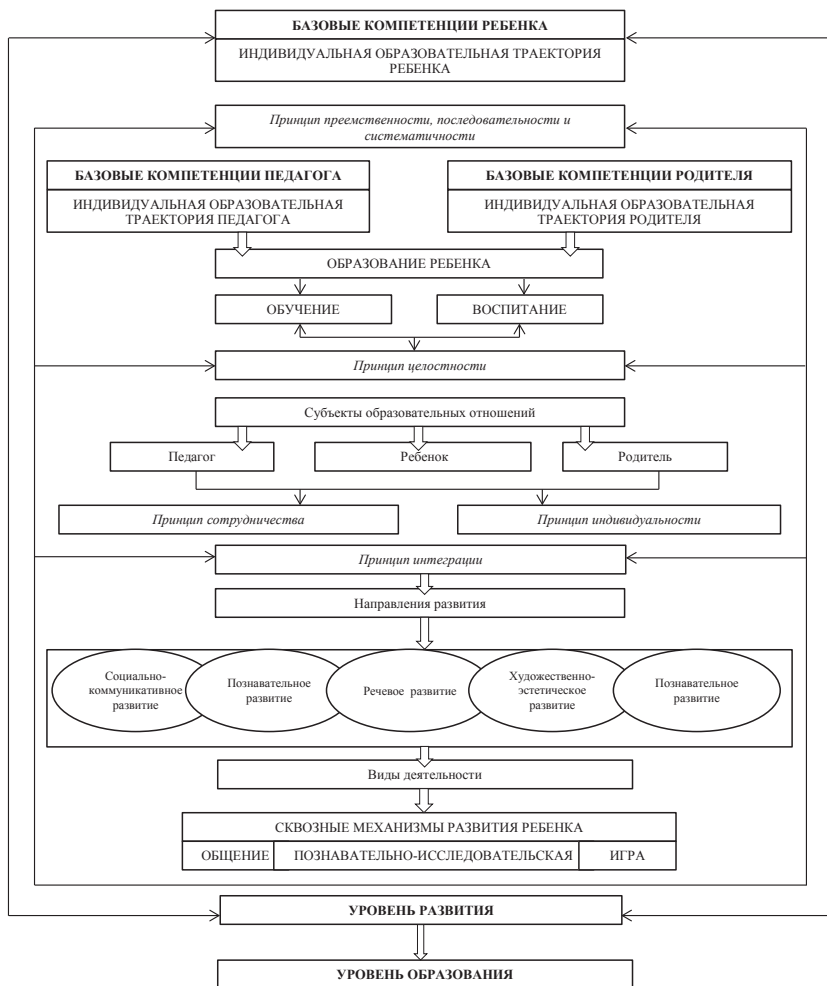 БАЗОВЫЕ КОМПЕТЕНЦИИ РЕБЕНКА
ИНДИВИДУАЛЬНАЯ ОБРАЗОВАТЕЛЬНАЯ ТРАЕКТОРИЯ
РЕБЕНКА
Принцип преемственности, последовательности и
систематичности
БАЗОВЫЕ КОМПЕТЕНЦИИ ПЕДАГОГА
ИНДИВИДУАЛЬНАЯ ОБРАЗОВАТЕЛЬНАЯ
ТРАЕКТОРИЯ ПЕДАГОГА
БАЗОВЫЕ КОМПЕТЕНЦИИ РОДИТЕЛЯ
ИНДИВИДУАЛЬНАЯ ОБРАЗОВАТЕЛЬНАЯ
ТРАЕКТОРИЯ РОДИТЕЛЯ
ОБРАЗОВАНИЕ РЕБЕНКА
ОБУЧЕНИЕ
ВОСПИТАНИЕ
Принцип целостности
Субъекты образовательных отношений
Педагог
Ребенок
Родитель
Принцип сотрудничества
Принцип индивидуальности
Принцип интеграции
Направления развития
Социально-
коммуникативное
развитие
Познавательное
развитие
Речевое развитие
Художественно-
эстетическое
развитие
Познавательное
развитие
Виды деятельности
СКВОЗНЫЕ МЕХАНИЗМЫ РАЗВИТИЯ РЕБЕНКА
ОБЩЕНИЕ
ПОЗНАВАТЕЛЬНО-ИССЛЕДОВАТЕЛЬСКАЯ
ИГРА
УРОВЕНЬ РАЗВИТИЯ
УРОВЕНЬ ОБРАЗОВАНИЯ